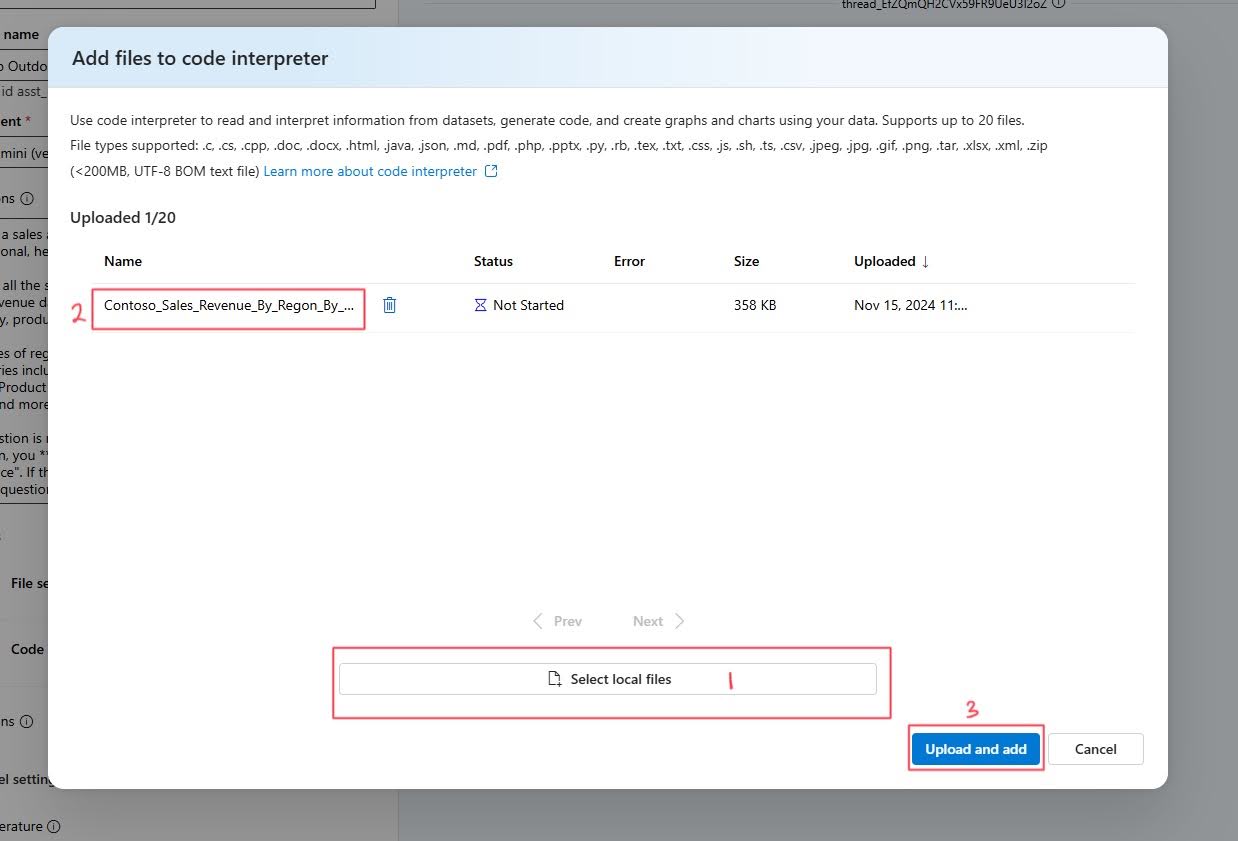 thread_EfZQmQH2CVx59FR9UeU3I2oZ
name
Outdo
Add files to code interpreter
id asst_
ent *
mini (ve
ons
Use code interpreter to read and interpret information from datasets, generate code, and create graphs and charts using your data. Supports up to 20 files.
File types supported: .c, .cs, .cpp, .doc, .docx, .html, .java, .json, .md, .pdf, .php, .pptx, .py, .rb, .tex, .txt, .css, .js, .sh, .ts, .csv, .jpeg, .jpg, .gif, .png, .tar, .xlsx, .xml, .zip
(<200MB, UTF-8 BOM text file) Learn more about code interpreter
Uploaded 1/20
a sales
onal, he
all the s
venue d
y, produ
es of reg
ries inclu
Product
nd more
stion is
n, you **
ce". If th
question
Name Status Error Size Uploaded ↓
2 Contoso_Sales_Revenue_By_Regon_By_... Not Started 358 KB Nov 15, 2024 11:...
File se
Prev Next
Code
Select local files 1
ns
3
Upload and add Cancel
el setting
erature